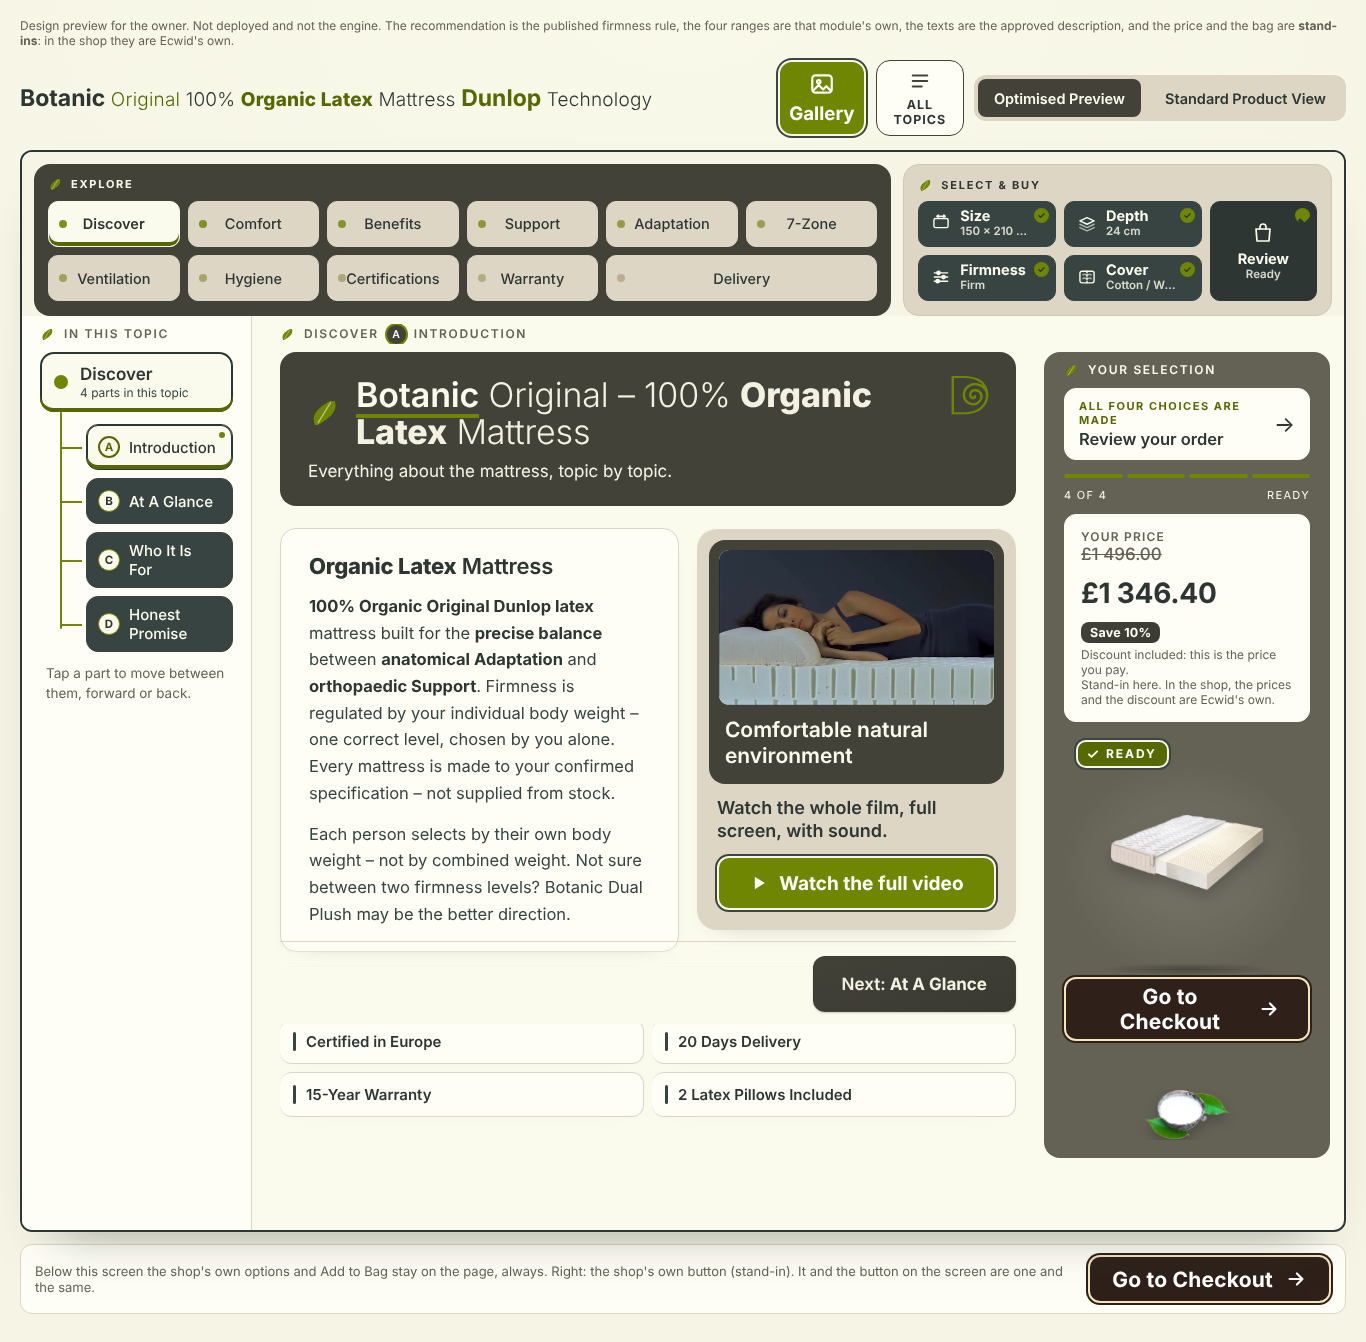 Design preview for the owner. Not deployed and not the engine. The recommendation is the published firmness rule, the four ranges are that module's own, the texts are the approved description, and the price and the bag are stand-
ins: in the shop they are Ecwid's own.
Botanic Original 100% Organic Latex Mattress Dunlop Technology
Gallery
ALL
TOPICS
Optimised Preview
Standard Product View
EXPLORE
Discover
Comfort
Benefits
Support
Adaptation
7-Zone
Ventilation
Hygiene
Certifications
Warranty
Delivery
SELECT & BUY
Size
150 × 210 ...
Depth
24 cm
Firmness
Firm
Cover
Cotton / W...
Review
Ready
IN THIS TOPIC
Discover
4 parts in this topic
A Introduction
B At A Glance
C Who It Is
For
D Honest
Promise
Tap a part to move between
them, forward or back.
DISCOVER A INTRODUCTION
Botanic Original – 100% Organic
Latex Mattress
Everything about the mattress, topic by topic.
Organic Latex Mattress
100% Organic Original Dunlop latex
mattress built for the precise balance
between anatomical Adaptation and
orthopaedic Support. Firmness is
regulated by your individual body weight –
one correct level, chosen by you alone.
Every mattress is made to your confirmed
specification – not supplied from stock.
Each person selects by their own body
weight – not by combined weight. Not sure
between two firmness levels? Botanic Dual
Plush may be the better direction.
Comfortable natural
environment
Watch the whole film, full
screen, with sound.
Watch the full video
Next: At A Glance
Certified in Europe
20 Days Delivery
15-Year Warranty
2 Latex Pillows Included
YOUR SELECTION
ALL FOUR CHOICES ARE
MADE
Review your order
4 OF 4
READY
YOUR PRICE
£1 496.00
£1 346.40
Save 10%
Discount included: this is the price
you pay.
Stand-in here. In the shop, the prices
and the discount are Ecwid's own.
READY
Go to
Checkout
Below this screen the shop's own options and Add to Bag stay on the page, always. Right: the shop's own button (stand-in). It and the button on the screen are one and
the same.
Go to Checkout